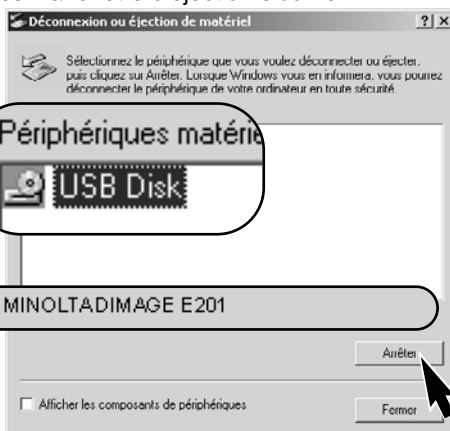 Déconnexion ou éjection de matériel
Sélectionnez le périphérique que vous voulez déconnecter ou éjecter,
puis cliquez sur Arrêter. Lorsque Windows vous en informera, vous pourrez
déconnecter le périphérique de votre ordinateur en toute sécurité.
Périphériques matérie
USB Disk
MINOLTADIMAGE E201
Arrêter
Afficher les composants de périphériques
Fermer